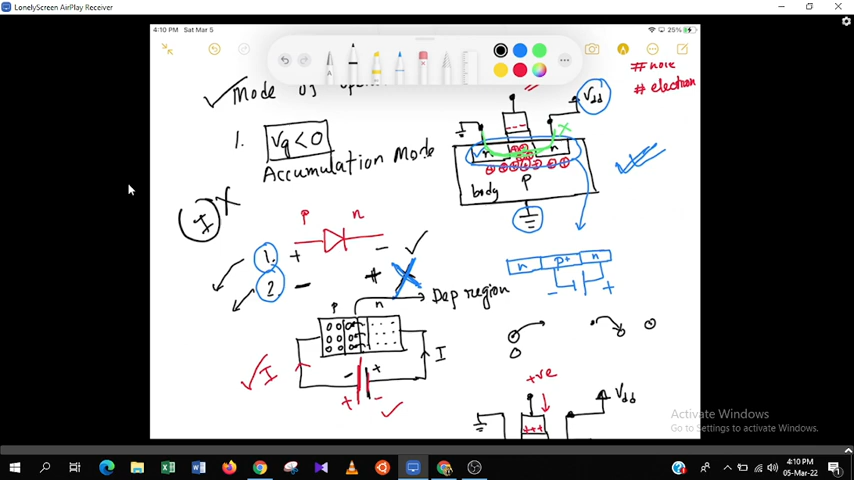 LonelyScreen AirPlay Receiver
4:10 PM Sat Mar 5
25%
# hole
# electron
Mode of
1. Vg < 0
Accumulation Mode
Vdd
n n
P
body
I X
P n
1. + -
2. - +
n p+ n
- +
P n
Dep region
I
I
- +
+ -
+ve
Vdd
+++
Activate Windows
Go to Settings to activate Windows.
4:10 PM
05-Mar-22